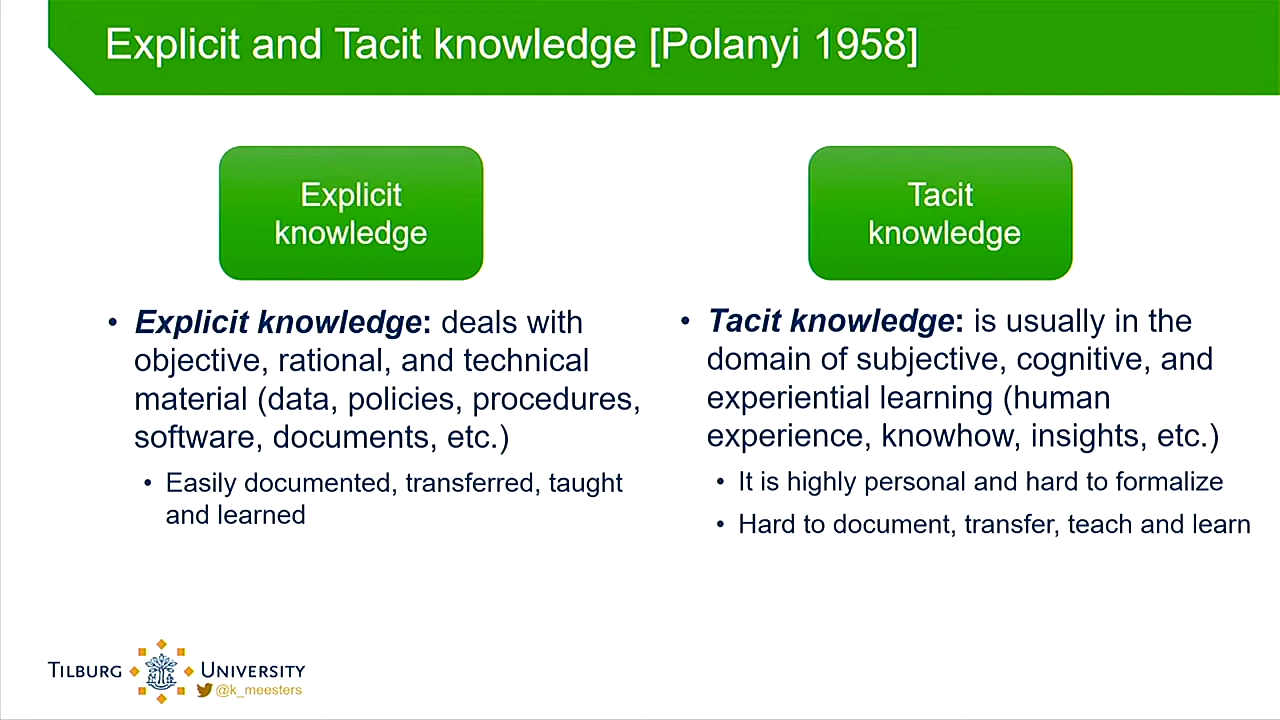 Explicit and Tacit knowledge [Polanyi 1958]
Explicit
knowledge
• Explicit knowledge: deals with
objective, rational, and technical
material (data, policies, procedures,
software, documents, etc.)
• Easily documented, transferred, taught
and learned
Tacit
knowledge
• Tacit knowledge: is usually in the
domain of subjective, cognitive, and
experiential learning (human
experience, knowhow, insights, etc.)
• It is highly personal and hard to formalize
• Hard to document, transfer, teach and learn
TILBURG UNIVERSITY
@k_meesters